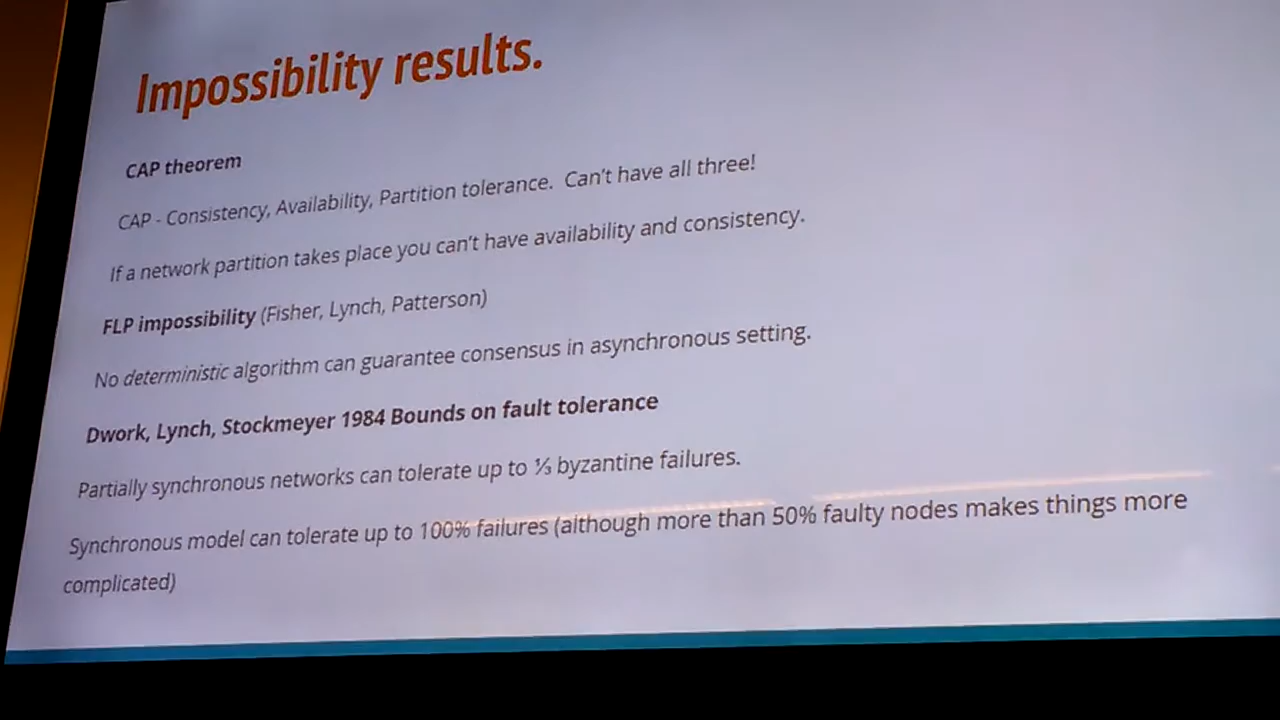 Impossibility results.
CAP theorem
CAP - Consistency, Availability, Partition tolerance. Can't have all three!
If a network partition takes place you can't have availability and consistency.
FLP impossibility (Fisher, Lynch, Patterson)
No deterministic algorithm can guarantee consensus in asynchronous setting.
Dwork, Lynch, Stockmeyer 1984 Bounds on fault tolerance
Partially synchronous networks can tolerate up to ⅓ byzantine failures.
Synchronous model can tolerate up to 100% failures (although more than 50% faulty nodes makes things more
complicated)